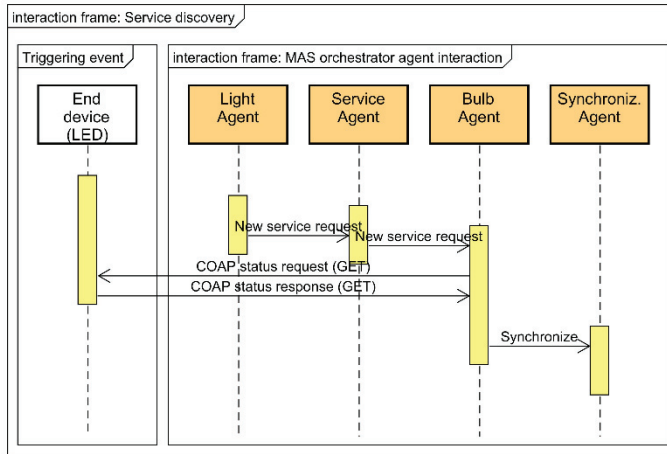 interaction frame: Service discovery
Triggering event
interaction frame: MAS orchestrator agent interaction
End
device
(LED)
Light
Agent
Service
Agent
Bulb
Agent
Synchroniz.
Agent
New service request
New service request
COAP status request (GET)
COAP status response (GET)
Synchronize